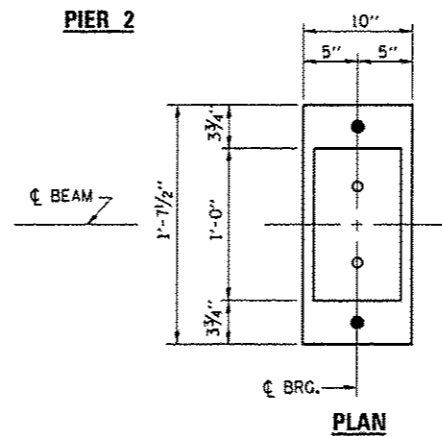 PIER 2
10"
5" 5"
3¾"
℄ BEAM
1'-7½"
1'-0"
3¾"
℄ BRG.
PLAN